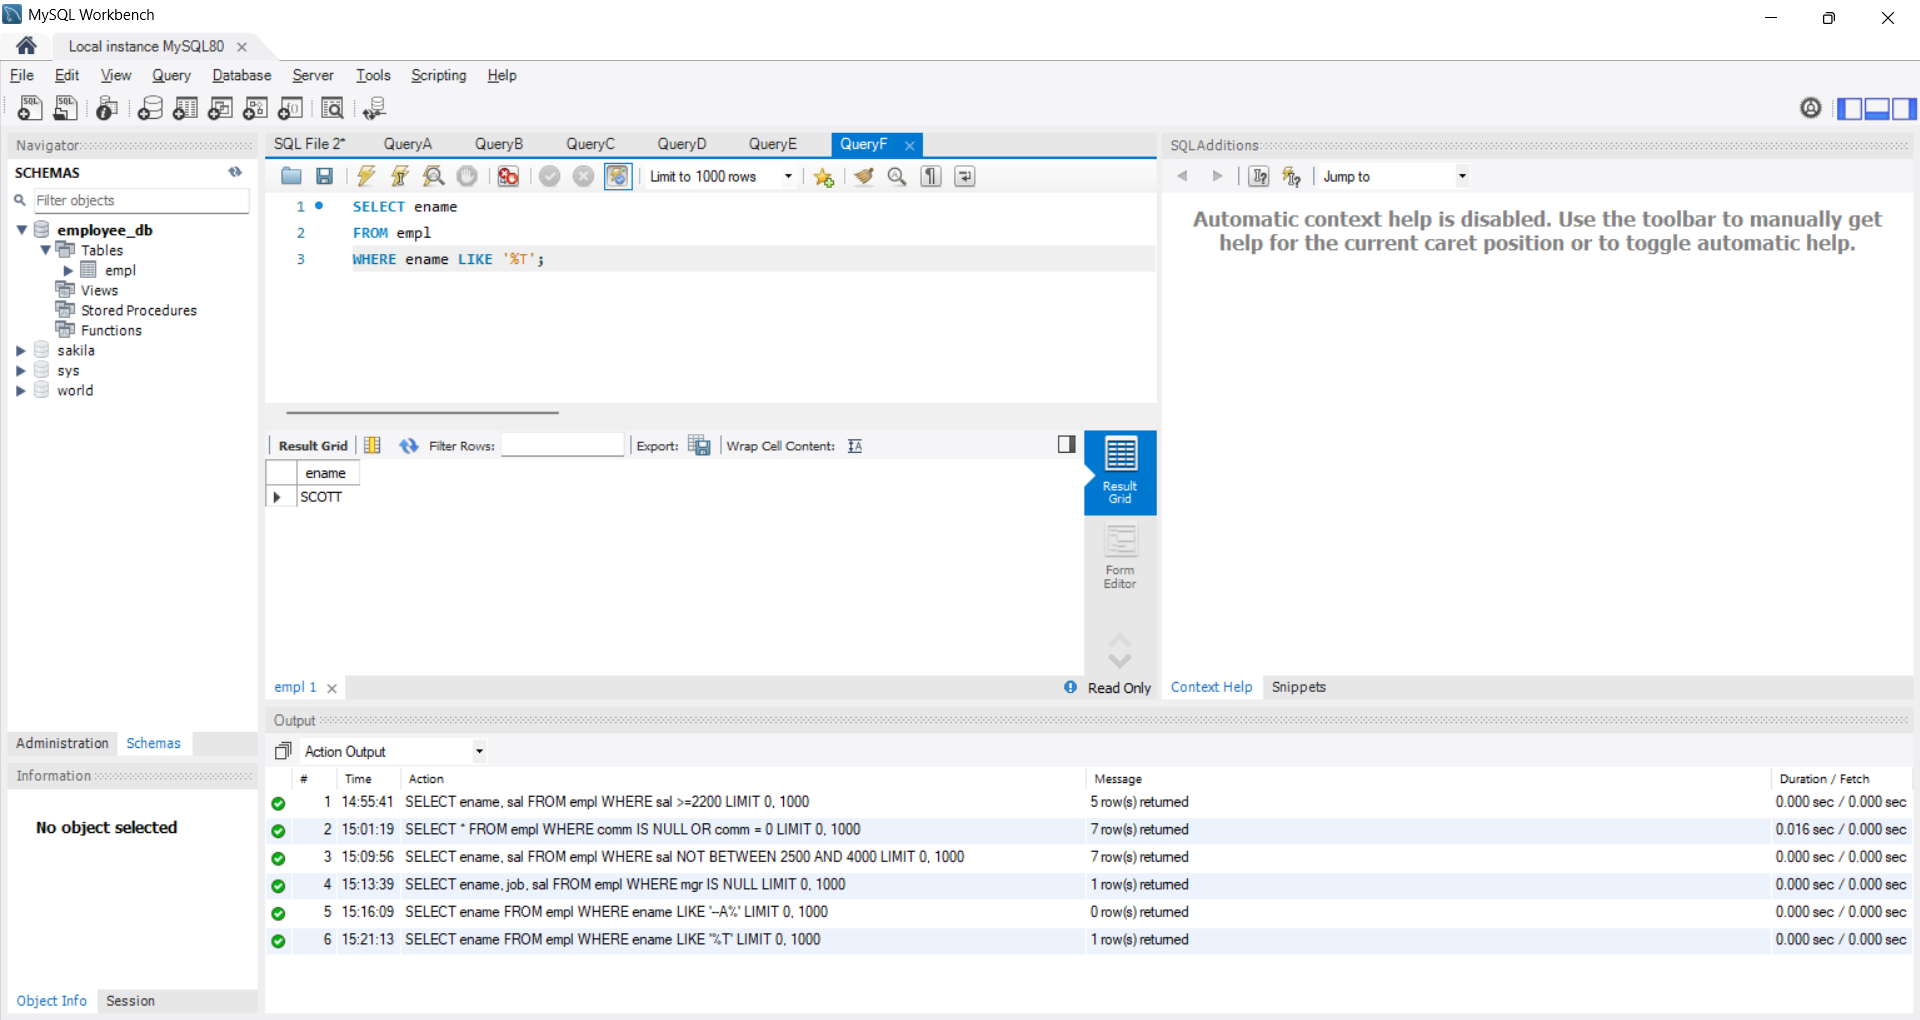 MySQL Workbench
Local instance MySQL80
File Edit View Query Database Server Tools Scripting Help
Navigator
SCHEMAS
Filter objects
employee_db
Tables
empl
Views
Stored Procedures
Functions
sakila
sys
world
Administration Schemas
Information
No object selected
Object Info Session
SQL File 2* QueryA QueryB QueryC QueryD QueryE QueryF
Limit to 1000 rows
1 SELECT ename
2 FROM empl
3 WHERE ename LIKE '%T';
Result Grid Filter Rows: Export: Wrap Cell Content:
ename
SCOTT
Result
Grid
Form
Editor
empl 1 Read Only
SQLAdditions
Jump to
Automatic context help is disabled. Use the toolbar to manually get
help for the current caret position or to toggle automatic help.
Context Help Snippets
Output
Action Output
# Time Action Message Duration / Fetch
1 14:55:41 SELECT ename, sal FROM empl WHERE sal >=2200 LIMIT 0, 1000 5 row(s) returned 0.000 sec / 0.000 sec
2 15:01:19 SELECT * FROM empl WHERE comm IS NULL OR comm = 0 LIMIT 0, 1000 7 row(s) returned 0.016 sec / 0.000 sec
3 15:09:56 SELECT ename, sal FROM empl WHERE sal NOT BETWEEN 2500 AND 4000 LIMIT 0, 1000 7 row(s) returned 0.000 sec / 0.000 sec
4 15:13:39 SELECT ename, job, sal FROM empl WHERE mgr IS NULL LIMIT 0, 1000 1 row(s) returned 0.000 sec / 0.000 sec
5 15:16:09 SELECT ename FROM empl WHERE ename LIKE '--A%' LIMIT 0, 1000 0 row(s) returned 0.000 sec / 0.000 sec
6 15:21:13 SELECT ename FROM empl WHERE ename LIKE '%T' LIMIT 0, 1000 1 row(s) returned 0.000 sec / 0.000 sec